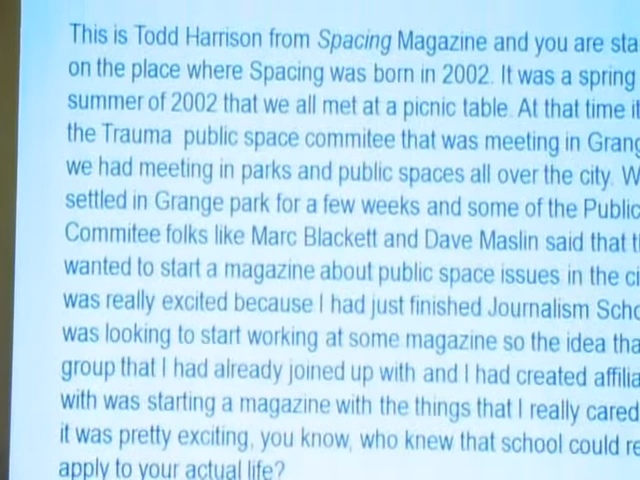 This is Todd Harrison from Spacing Magazine and you are sta
on the place where Spacing was born in 2002. It was a spring
summer of 2002 that we all met at a picnic table. At that time it
the Trauma public space commitee that was meeting in Grang
we had meeting in parks and public spaces all over the city. W
settled in Grange park for a few weeks and some of the Public
Commitee folks like Marc Blackett and Dave Maslin said that th
wanted to start a magazine about public space issues in the ci
was really excited because I had just finished Journalism Scho
was looking to start working at some magazine so the idea tha
group that I had already joined up with and I had created affilia
with was starting a magazine with the things that I really cared
it was pretty exciting, you know, who knew that school could re
apply to your actual life?